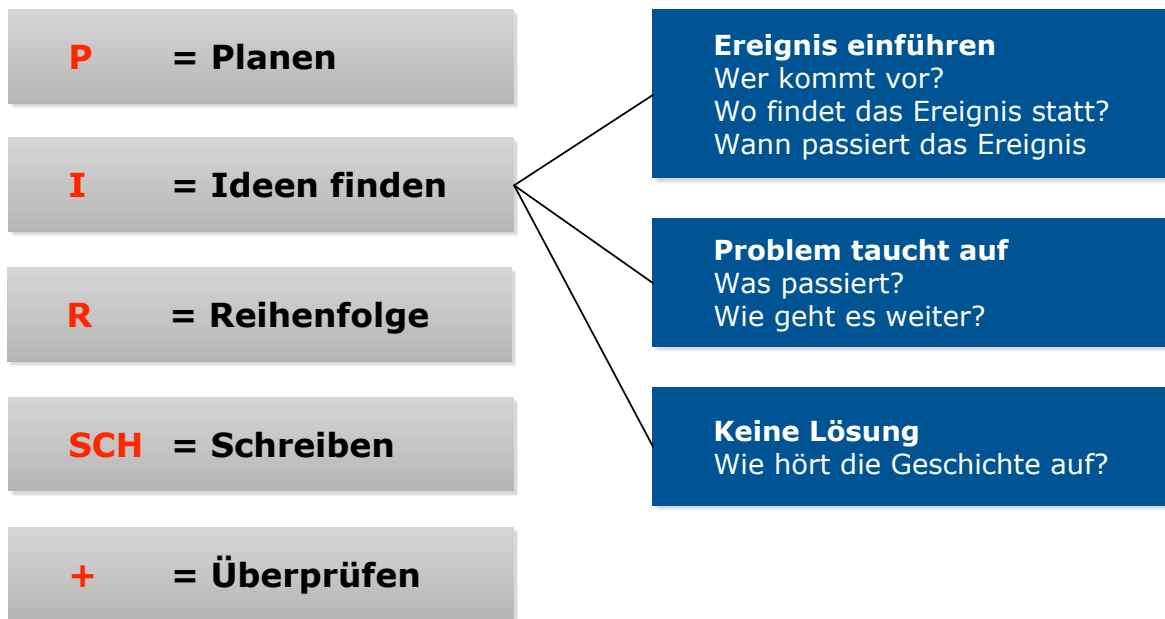 P = Planen
I = Ideen finden
R = Reihenfolge
SCH = Schreiben
+ = Überprüfen
Ereignis einführen
Wer kommt vor?
Wo findet das Ereignis statt?
Wann passiert das Ereignis
Problem taucht auf
Was passiert?
Wie geht es weiter?
Keine Lösung
Wie hört die Geschichte auf?